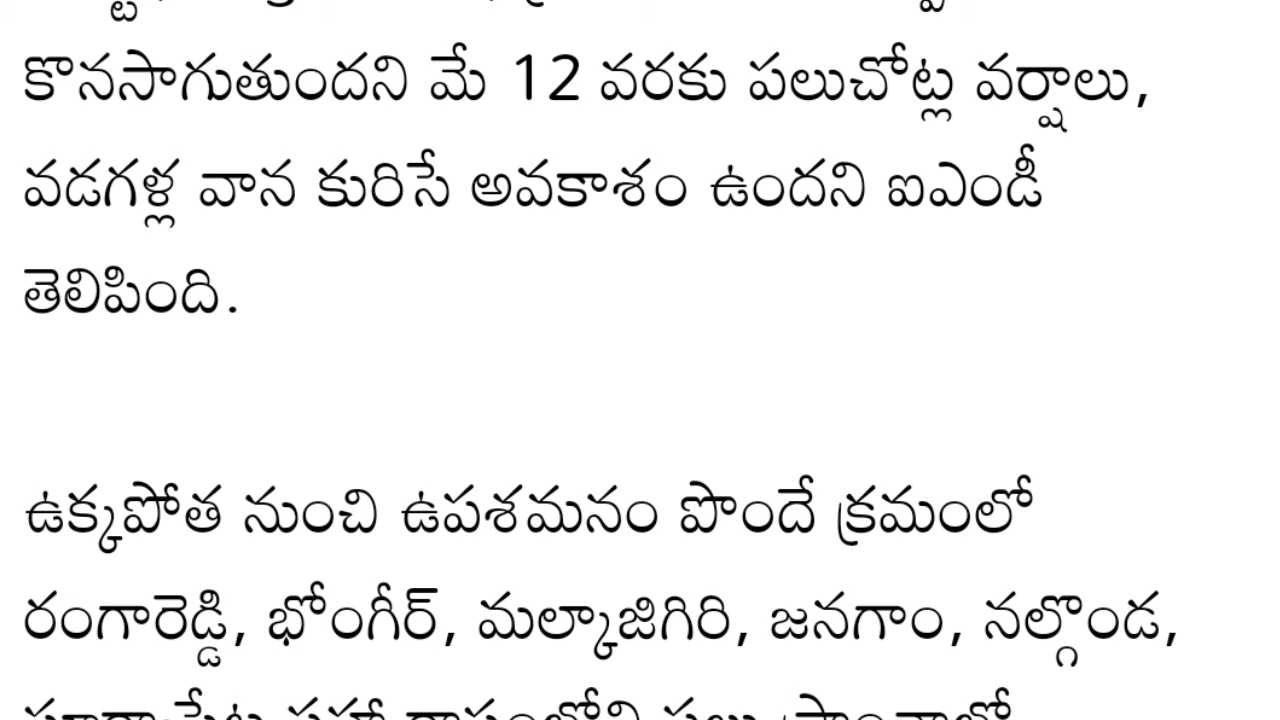 కొనసాగుతుందని మే 12 వరకు పలుచోట్ల వర్షాలు,
వడగళ్ల వాన కురిసే అవకాశం ఉందని ఐఎండీ
తెలిపింది.
ఉక్కపోత నుంచి ఉపశమనం పొందే క్రమంలో
రంగారెడ్డి, భోంగీర్, మల్కాజిగిరి, జనగాం, నల్గొండ,